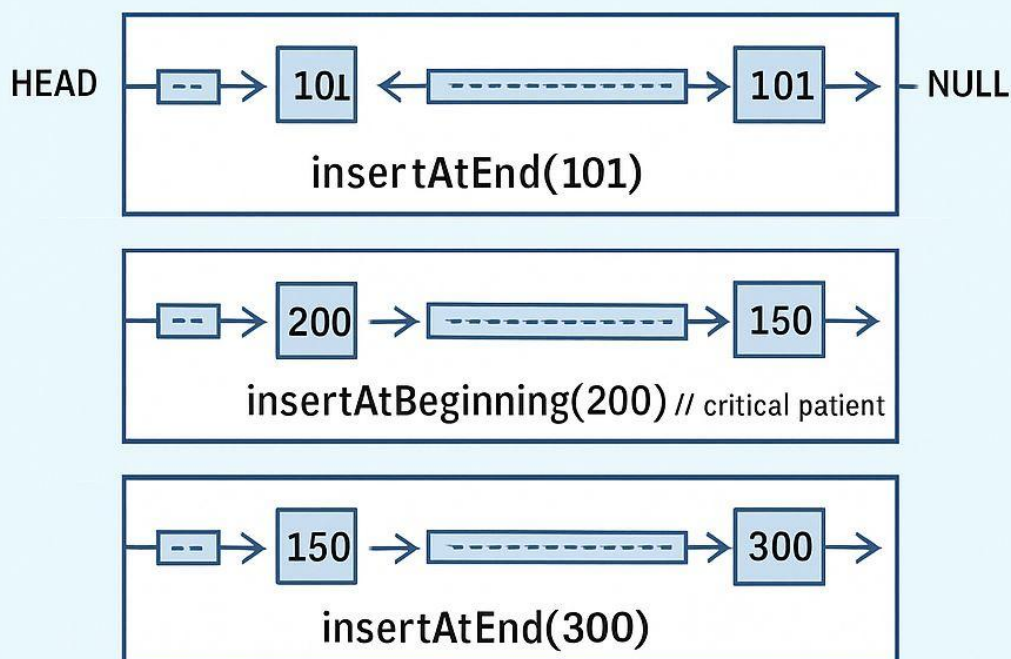 HEAD -- 101 ----------- 101 NULL
insertAtEnd(101)
-- 200 ----------- 150
insertAtBeginning(200) // critical patient
-- 150 ----------- 300
insertAtEnd(300)